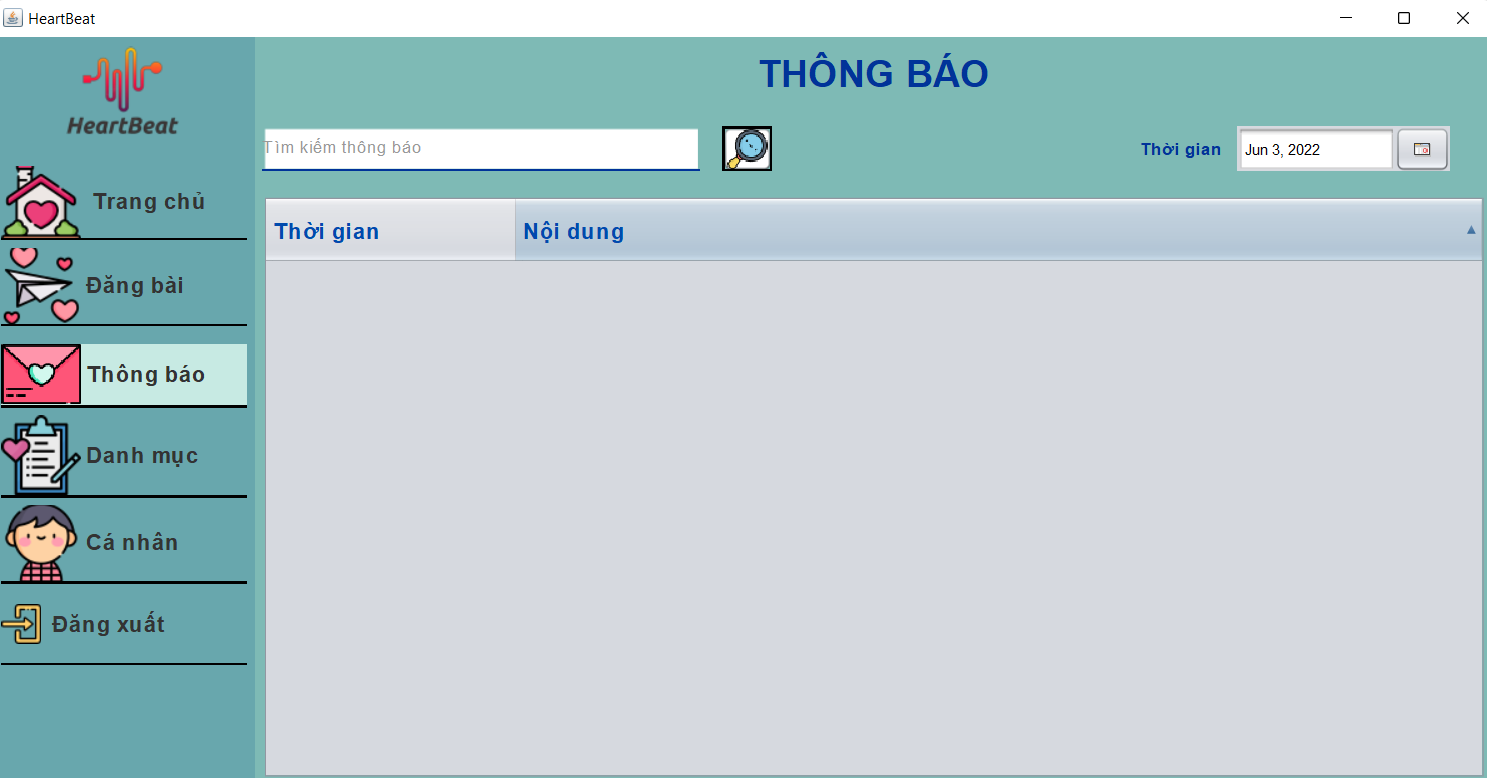 HeartBeat
HeartBeat
THÔNG BÁO
Tìm kiếm thông báo
Thời gian
Jun 3, 2022
Trang chủ
Đăng bài
Thông báo
Danh mục
Cá nhân
Đăng xuất
Thời gian
Nội dung